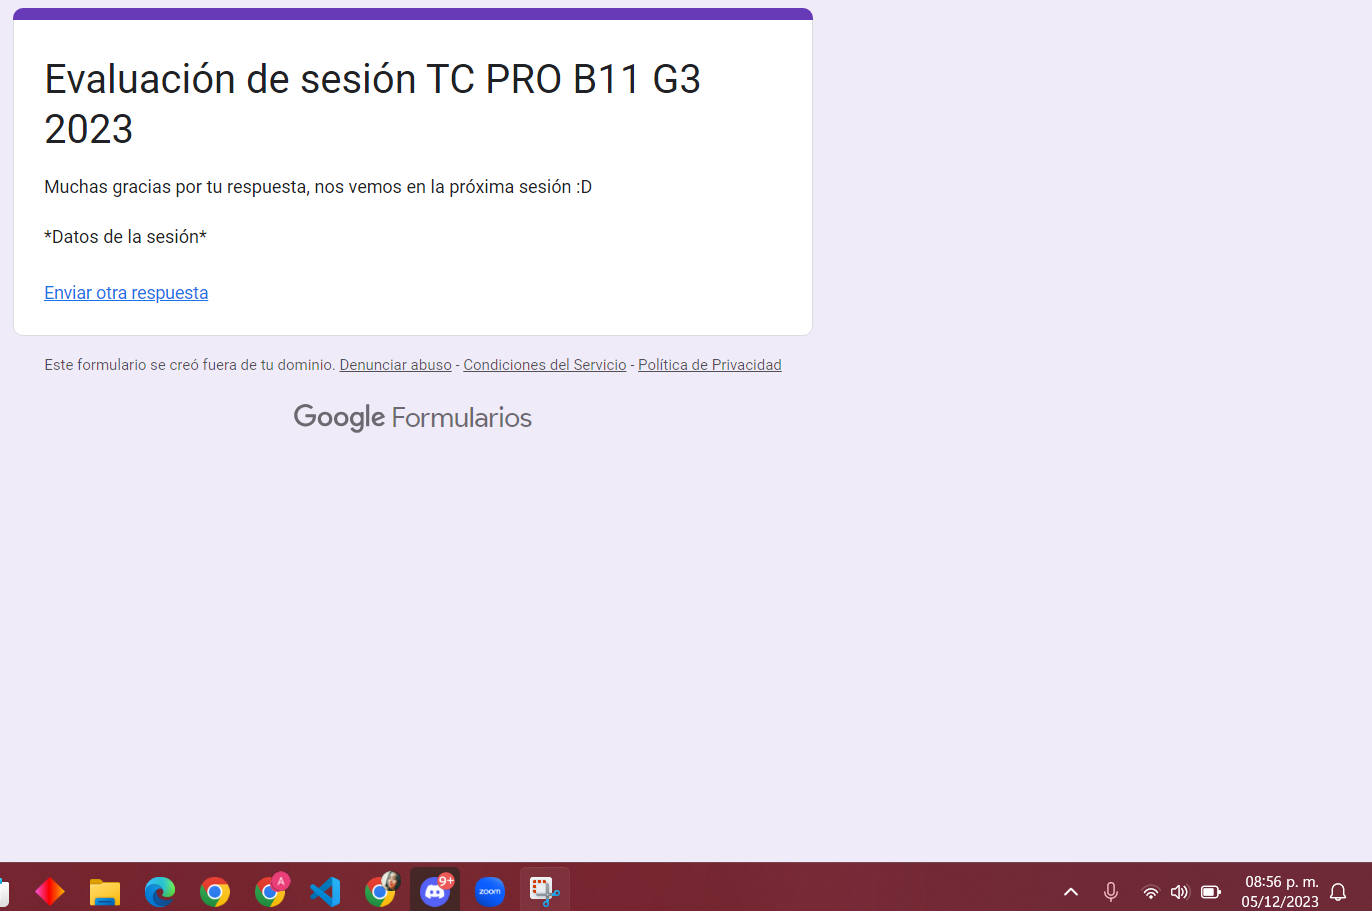 Evaluación de sesión TC PRO B11 G3
2023
Muchas gracias por tu respuesta, nos vemos en la próxima sesión :D
*Datos de la sesión*
Enviar otra respuesta
Este formulario se creó fuera de tu dominio. Denunciar abuso - Condiciones del Servicio - Política de Privacidad
Google Formularios
A
9+
zoom
08:56 p. m.
05/12/2023